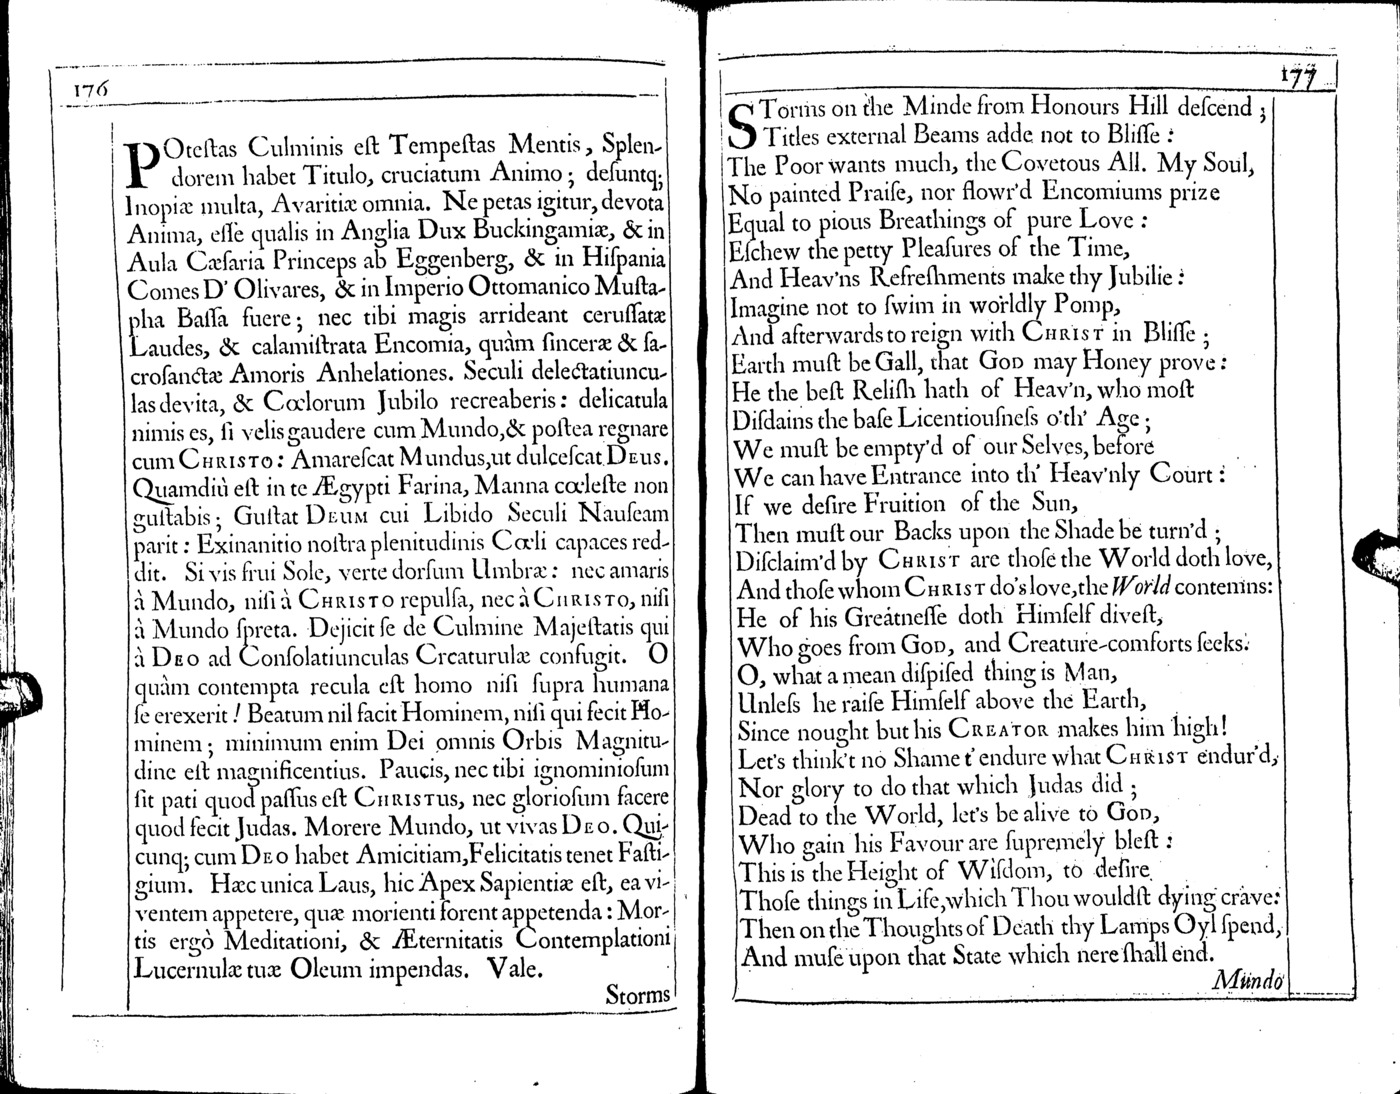 176
POteſtas Culminis eſt Tempeſtas Mentis, Splen-
dorem habet Titulo, cruciatum Animo; deſuntq;
Inopiæ multa, Avaritiæ omnia. Ne petas igitur, devota
Anima, eſſe qualis in Anglia Dux Buckingamiæ, & in
Aula Cæſaria Princeps ab Eggenberg, & in Hiſpania
Comes D' Olivares, & in Imperio Ottomanico Muſta-
pha Baſſa fuere; nec tibi magis arrideant ceruſſatæ
Laudes, & calamiſtrata Encomia, quàm ſinceræ & ſa-
croſanctæ Amoris Anhelationes. Seculi delectatiuncu-
las devita, & Cœlorum Jubilo recreaberis: delicatula
nimis es, ſi velis gaudere cum Mundo, & poſtea regnare
cum CHRISTO: Amareſcat Mundus, ut dulceſcat DEUS.
Quamdiù eſt in te Ægypti Farina, Manna cœleſte non
guſtabis; Guſtat DEUM cui Libido Seculi Nauſeam
parit: Exinanitio noſtra plenitudinis Cœli capaces red-
dit. Si vis frui Sole, verte dorſum Umbræ: nec amaris
à Mundo, niſi à CHRISTO repulſa, nec à CHRISTO, niſi
à Mundo ſpreta. Dejicit ſe de Culmine Majeſtatis qui
à DEO ad Conſolatiunculas Creaturulæ confugit. O
quàm contempta recula eſt homo niſi ſupra humana
ſe erexerit! Beatum nil facit Hominem, niſi qui fecit Ho-
minem; minimum enim Dei omnis Orbis Magnitu-
dine eſt magnificentius. Paucis, nec tibi ignominioſum
ſit pati quod paſſus eſt CHRISTUS, nec glorioſum facere
quod fecit Judas. Morere Mundo, ut vivas DEO. Qui-
cunq; cum DEO habet Amicitiam, Felicitatis tenet Faſti-
gium. Hæc unica Laus, hic Apex Sapientiæ eſt, ea vi-
ventem appetere, quæ morienti forent appetenda: Mor-
tis ergò Meditationi, & Æternitatis Contemplationi
Lucernulæ tuæ Oleum impendas. Vale.
Storms
177
STorms on the Minde from Honours Hill deſcend;
Titles external Beams adde not to Bliſſe:
The Poor wants much, the Covetous All. My Soul,
No painted Praiſe, nor flowr'd Encomiums prize
Equal to pious Breathings of pure Love:
Eſchew the petty Pleaſures of the Time,
And Heav'ns Refreſhments make thy Jubilie:
Imagine not to ſwim in worldly Pomp,
And afterwards to reign with CHRIST in Bliſſe;
Earth muſt be Gall, that GOD may Honey prove:
He the beſt Reliſh hath of Heav'n, who moſt
Diſdains the baſe Licentiouſneſs o'th' Age;
We muſt be empty'd of our Selves, before
We can have Entrance into th' Heav'nly Court:
If we deſire Fruition of the Sun,
Then muſt our Backs upon the Shade be turn'd;
Diſclaim'd by CHRIST are thoſe the World doth love,
And thoſe whom CHRIST do's love, the World contemns:
He of his Greatneſſe doth Himſelf diveſt,
Who goes from GOD, and Creature-comforts ſeeks.
O, what a mean diſpiſed thing is Man,
Unleſs he raiſe Himſelf above the Earth,
Since nought but his CREATOR makes him high!
Let's think't no Shame t' endure what CHRIST endur'd,
Nor glory to do that which Judas did;
Dead to the World, let's be alive to GOD,
Who gain his Favour are ſupremely bleſt:
This is the Height of Wiſdom, to deſire
Thoſe things in Life, which Thou wouldſt dying crave:
Then on the Thoughts of Death thy Lamps Oyl ſpend,
And muſe upon that State which nere ſhall end.
Mundo